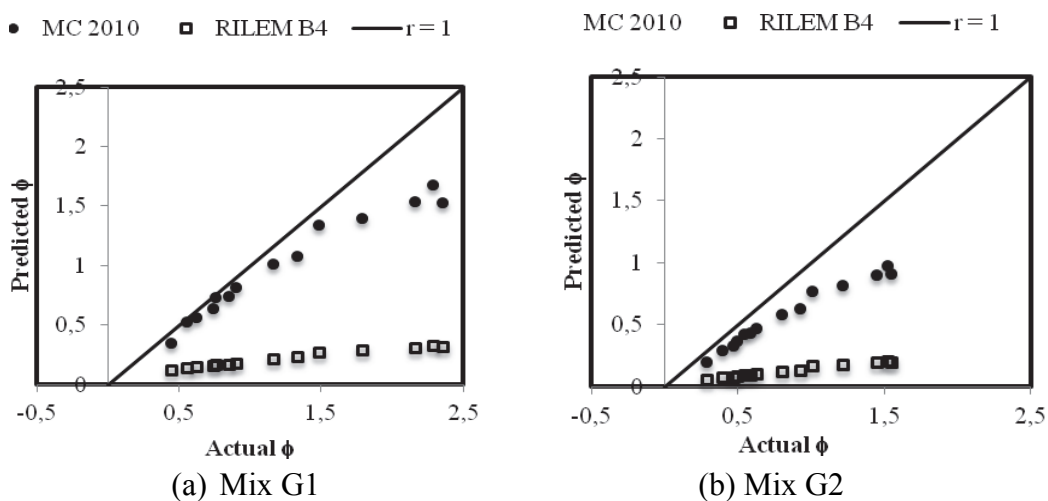 MC 2010 RILEM B4 r = 1
2,5
2
1,5
1
0,5
0
-0,5 0,5 1,5 2,5
Predicted ϕ
Actual ϕ
(a) Mix G1
MC 2010 RILEM B4 r = 1
2,5
2
1,5
1
0,5
0
-0,5 0,5 1,5 2,5
Predicted ϕ
Actual ϕ
(b) Mix G2